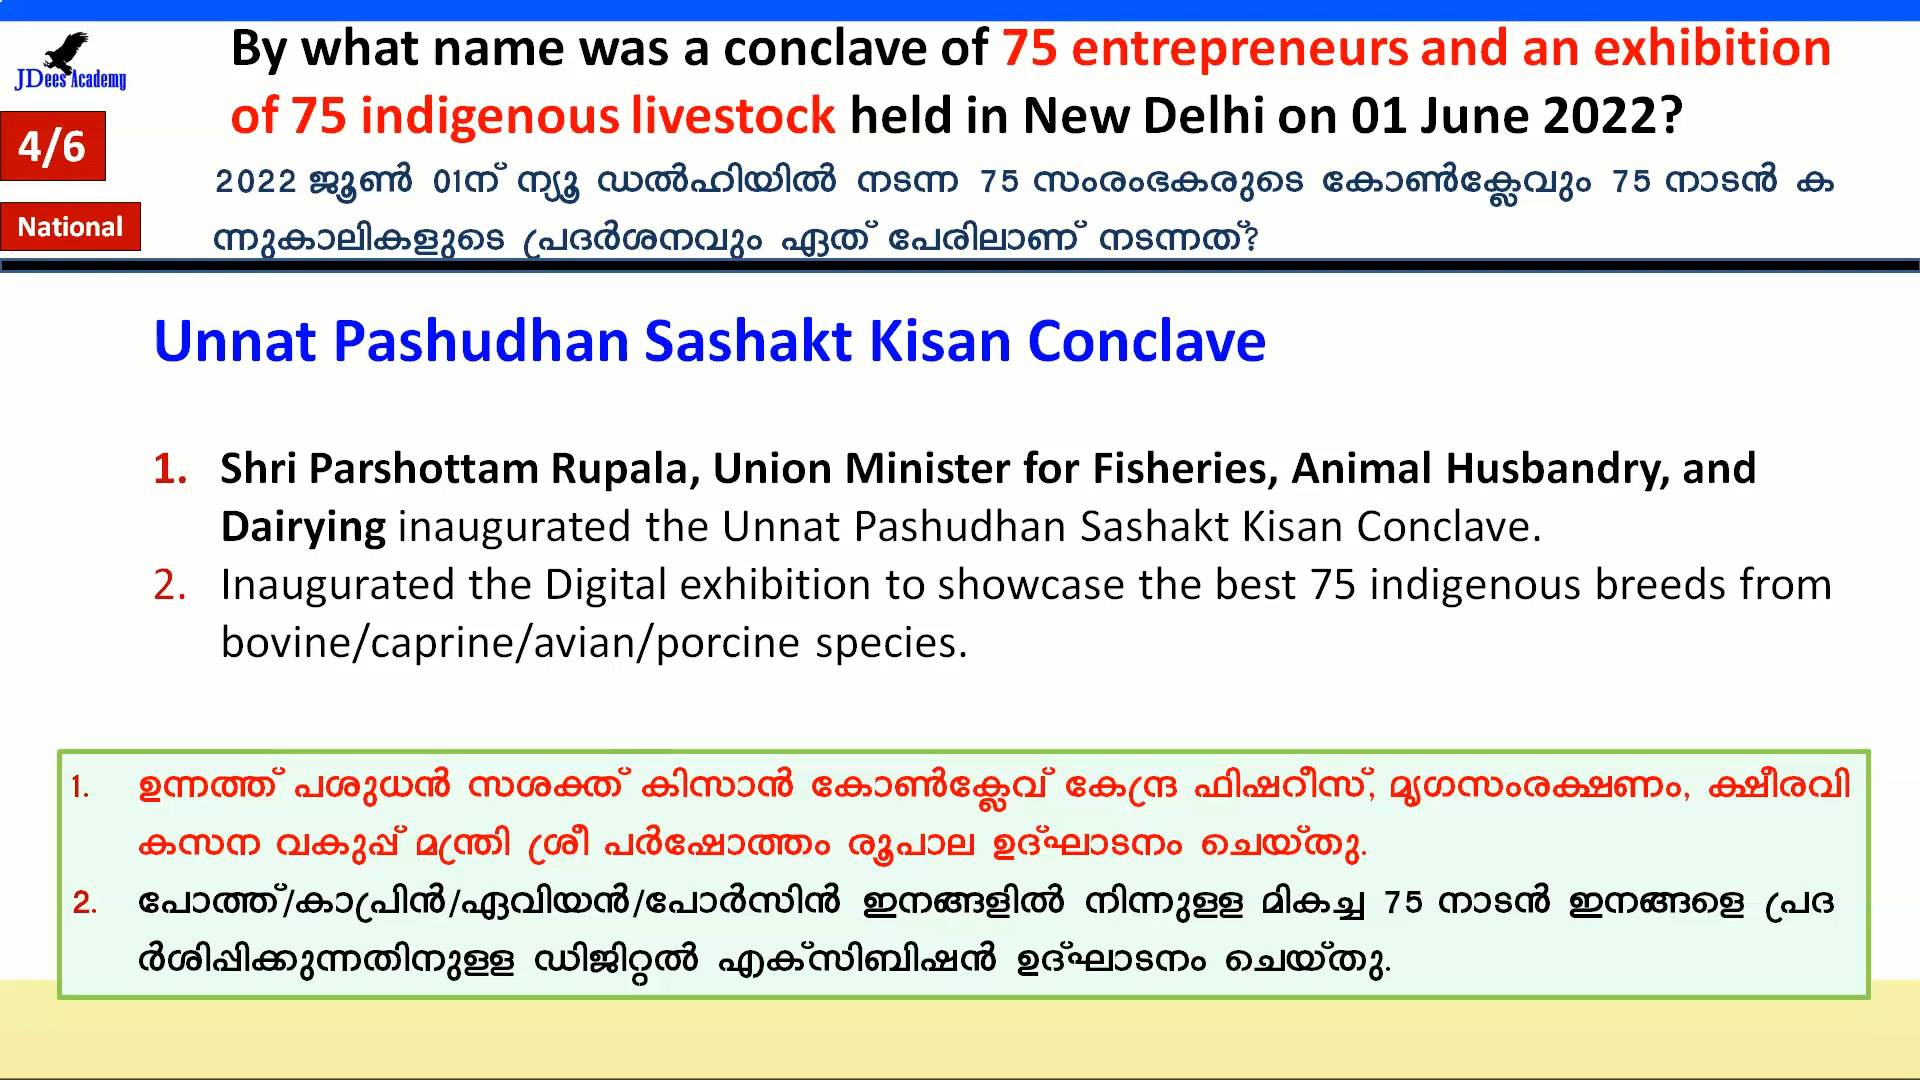 By what name was a conclave of 75 entrepreneurs and an exhibition
JDees Academy
of 75 indigenous livestock held in New Delhi on 01 June 2022?
4/6
2022 ജൂൺ 01ന് ന്യൂ ഡൽഹിയിൽ നടന്ന 75 സംരംഭകരുടെ കോൺക്ലേവും 75 നാടൻ ക
National
ന്നുകാലികളുടെ പ്രദർശനവും ഏത് പേരിലാണ് നടന്നത്?
Unnat Pashudhan Sashakt Kisan Conclave
1. Shri Parshottam Rupala, Union Minister for Fisheries, Animal Husbandry, and
Dairying inaugurated the Unnat Pashudhan Sashakt Kisan Conclave.
2. Inaugurated the Digital exhibition to showcase the best 75 indigenous breeds from
bovine/caprine/avian/porcine species.
1. ഉന്നത്ത് പശുധൻ സശക്ത് കിസാൻ കോൺക്ലേവ് കേന്ദ്ര ഫിഷറീസ്, മൃഗസംരക്ഷണം, ക്ഷീരവി
കസന വകുപ്പ് മന്ത്രി ശ്രീ പർഷോത്തം രൂപാല ഉദ്ഘാടനം ചെയ്തു.
2. പോത്ത്/കാപ്രിൻ/ഏവിയൻ/പോർസിൻ ഇനങ്ങളിൽ നിന്നുള്ള മികച്ച 75 നാടൻ ഇനങ്ങളെ പ്രദ
ർശിപ്പിക്കുന്നതിനുള്ള ഡിജിറ്റൽ എക്സിബിഷൻ ഉദ്ഘാടനം ചെയ്തു.